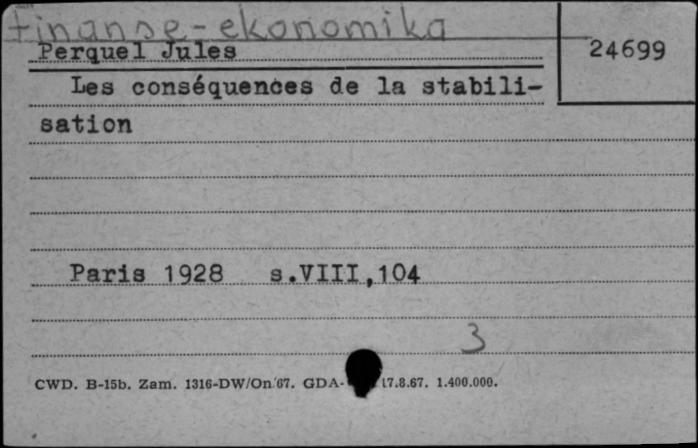 finanse-ekonomika
Perquel Jules
24699
Les conséquences de la stabili-
sation
Paris 1928 s.VIII,104
3
CWD. B-15b. Zam. 1316-DW/On/67. GDA- 17.8.67. 1.400.000.